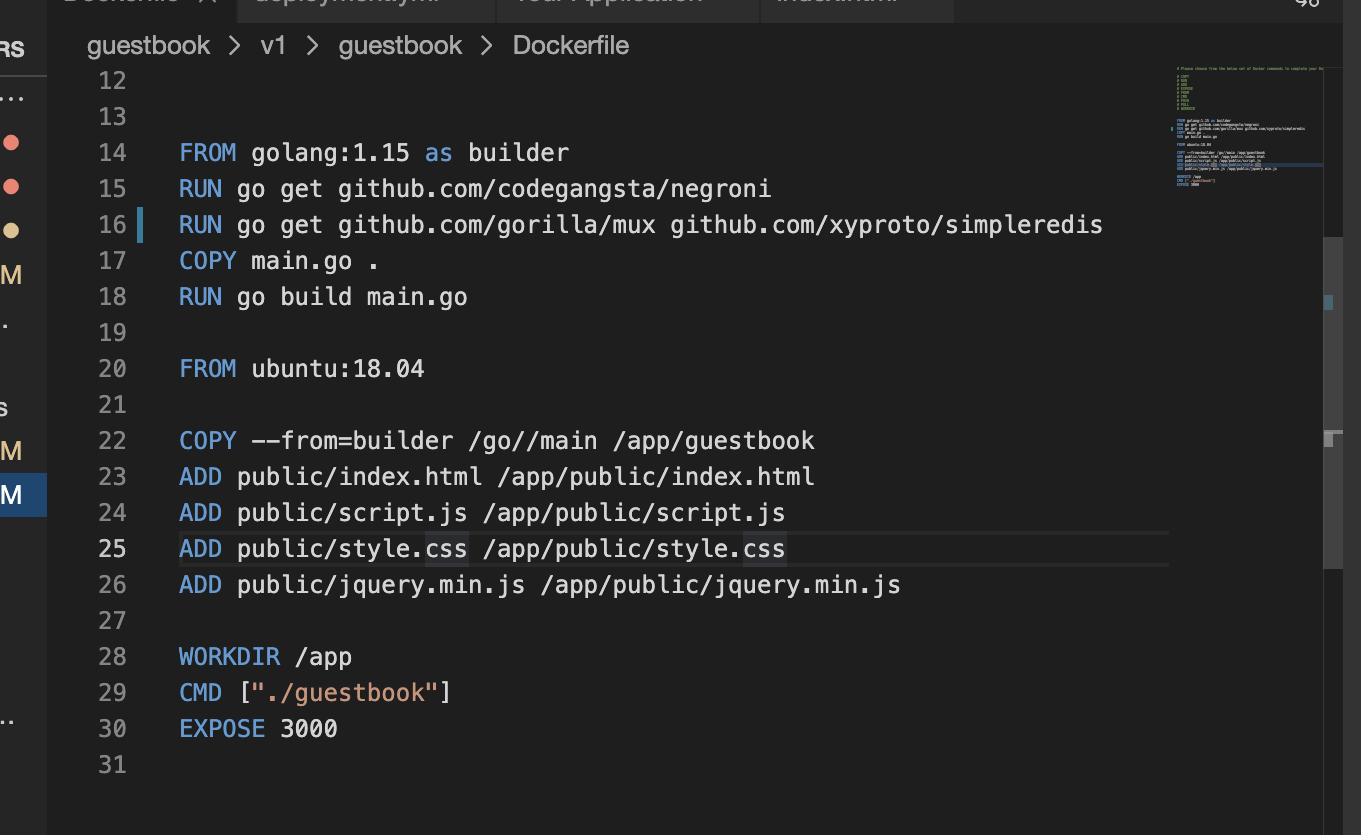 guestbook > v1 > guestbook > Dockerfile
RS
12
13
14 FROM golang:1.15 as builder
15 RUN go get github.com/codegangsta/negroni
16 RUN go get github.com/gorilla/mux github.com/xyproto/simpleredis
17 COPY main.go .
18 RUN go build main.go
19
20 FROM ubuntu:18.04
21
22 COPY --from=builder /go//main /app/guestbook
23 ADD public/index.html /app/public/index.html
24 ADD public/script.js /app/public/script.js
25 ADD public/style.css /app/public/style.css
26 ADD public/jquery.min.js /app/public/jquery.min.js
27
28 WORKDIR /app
29 CMD ["./guestbook"]
30 EXPOSE 3000
31
M
s
M
M